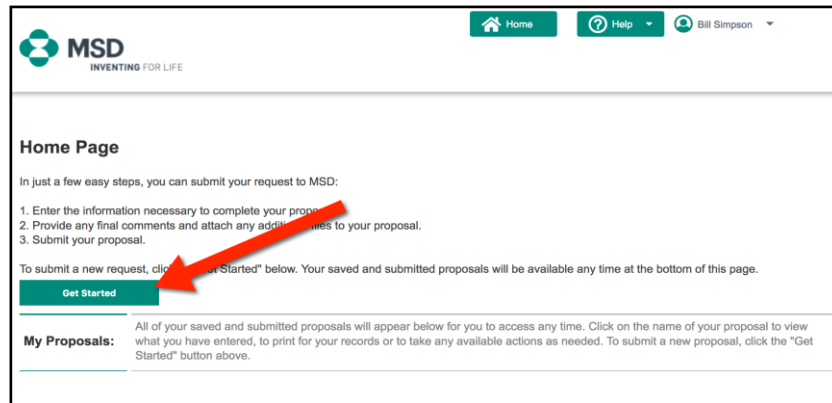 Home
Help
Bill Simpson
MSD
INVENTING FOR LIFE
Home Page
In just a few easy steps, you can submit your request to MSD:
1. Enter the information necessary to complete your
2. Provide any final comments and attach any files to your proposal.
3. Submit your proposal.
To submit a new request, Started" below. Your saved and submitted proposals will be available any time at the bottom of this page.
Get Started
My Proposals:
All of your saved and submitted proposals will appear below for you to access any time. Click on the name of your proposal to view
what you have entered, to print for your records or to take any available actions as needed. To submit a new proposal, click the "Get
Started" button above.